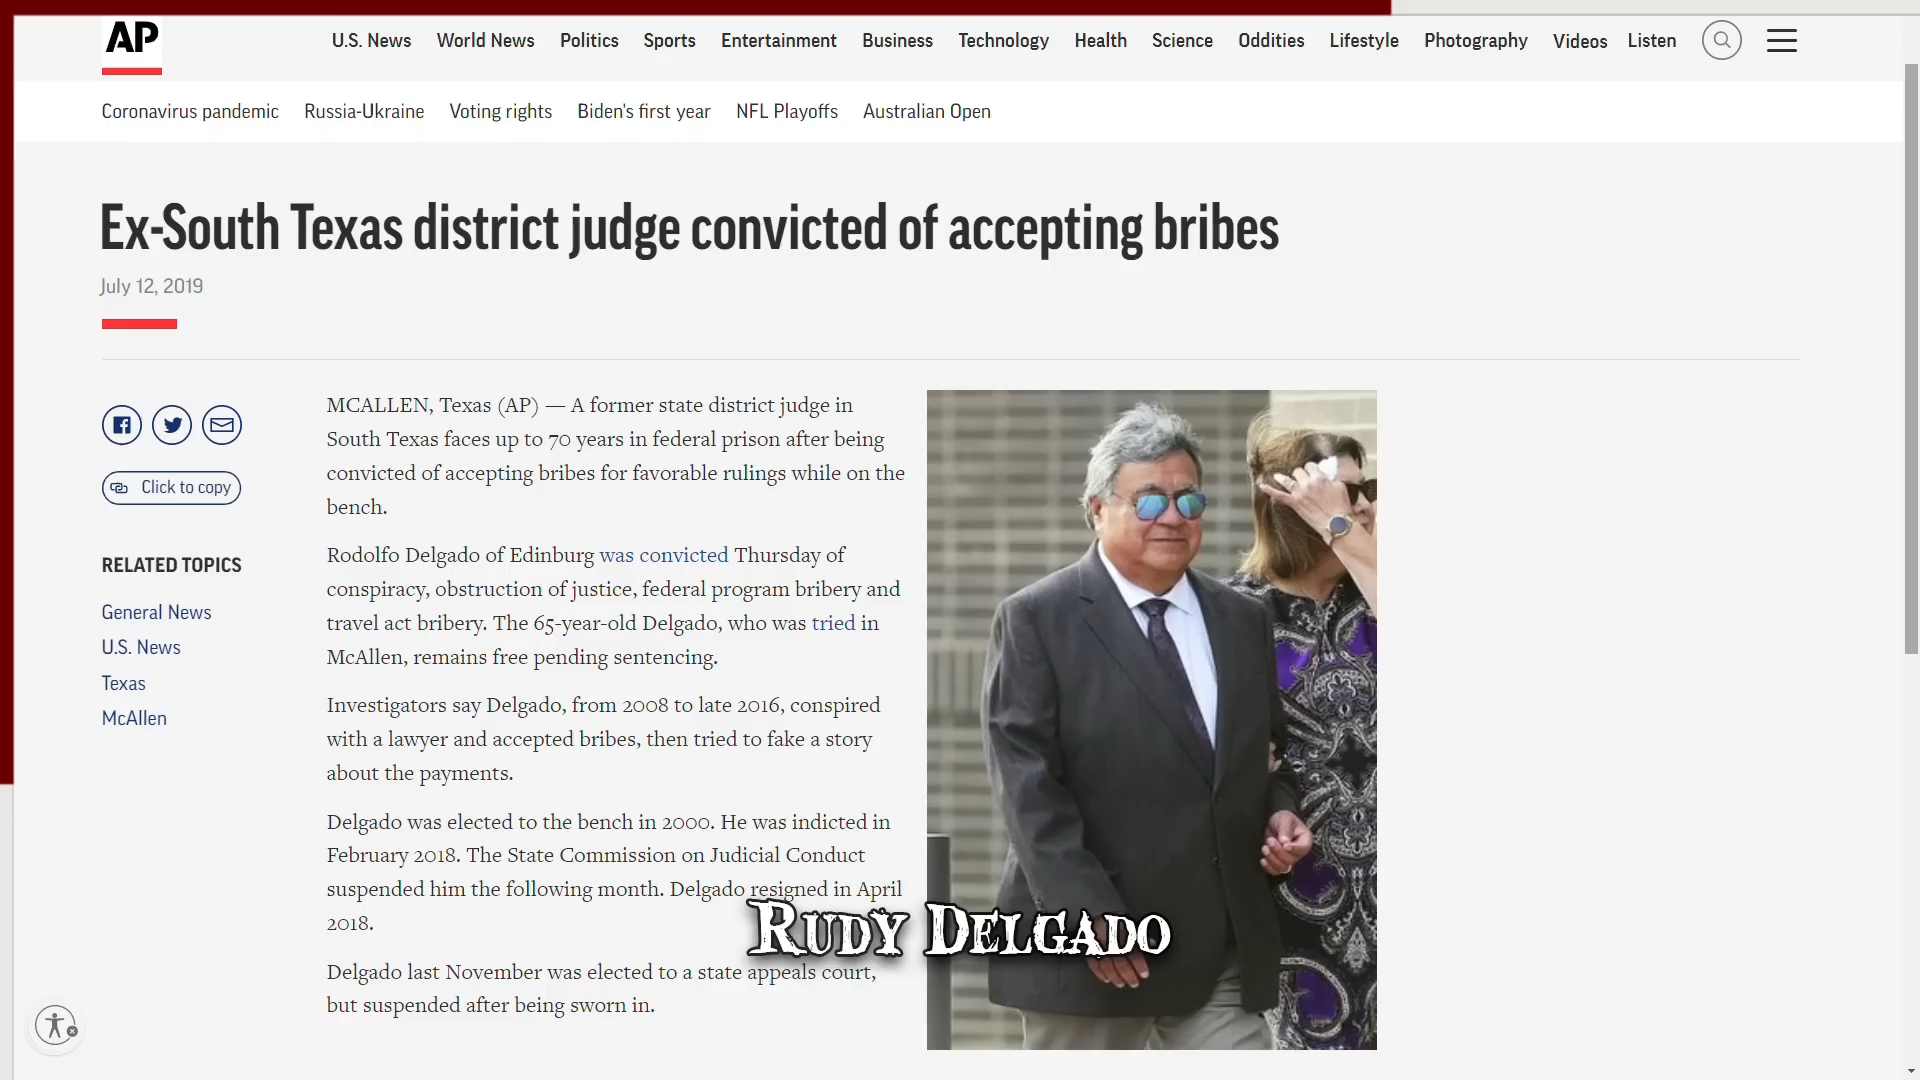 AP
U.S. News World News Politics Sports Entertainment Business Technology Health Science Oddities Lifestyle Photography Videos Listen
Coronavirus pandemic Russia-Ukraine Voting rights Biden's first year NFL Playoffs Australian Open
Ex-South Texas district judge convicted of accepting bribes
July 12, 2019
Click to copy
RELATED TOPICS
General News
U.S. News
Texas
McAllen
MCALLEN, Texas (AP) — A former state district judge in
South Texas faces up to 70 years in federal prison after being
convicted of accepting bribes for favorable rulings while on the
bench.
Rodolfo Delgado of Edinburg was convicted Thursday of
conspiracy, obstruction of justice, federal program bribery and
travel act bribery. The 65-year-old Delgado, who was tried in
McAllen, remains free pending sentencing.
Investigators say Delgado, from 2008 to late 2016, conspired
with a lawyer and accepted bribes, then tried to fake a story
about the payments.
Delgado was elected to the bench in 2000. He was indicted in
February 2018. The State Commission on Judicial Conduct
suspended him the following month. Delgado resigned in April
2018.
Rudy Delgado
Delgado last November was elected to a state appeals court,
but suspended after being sworn in.